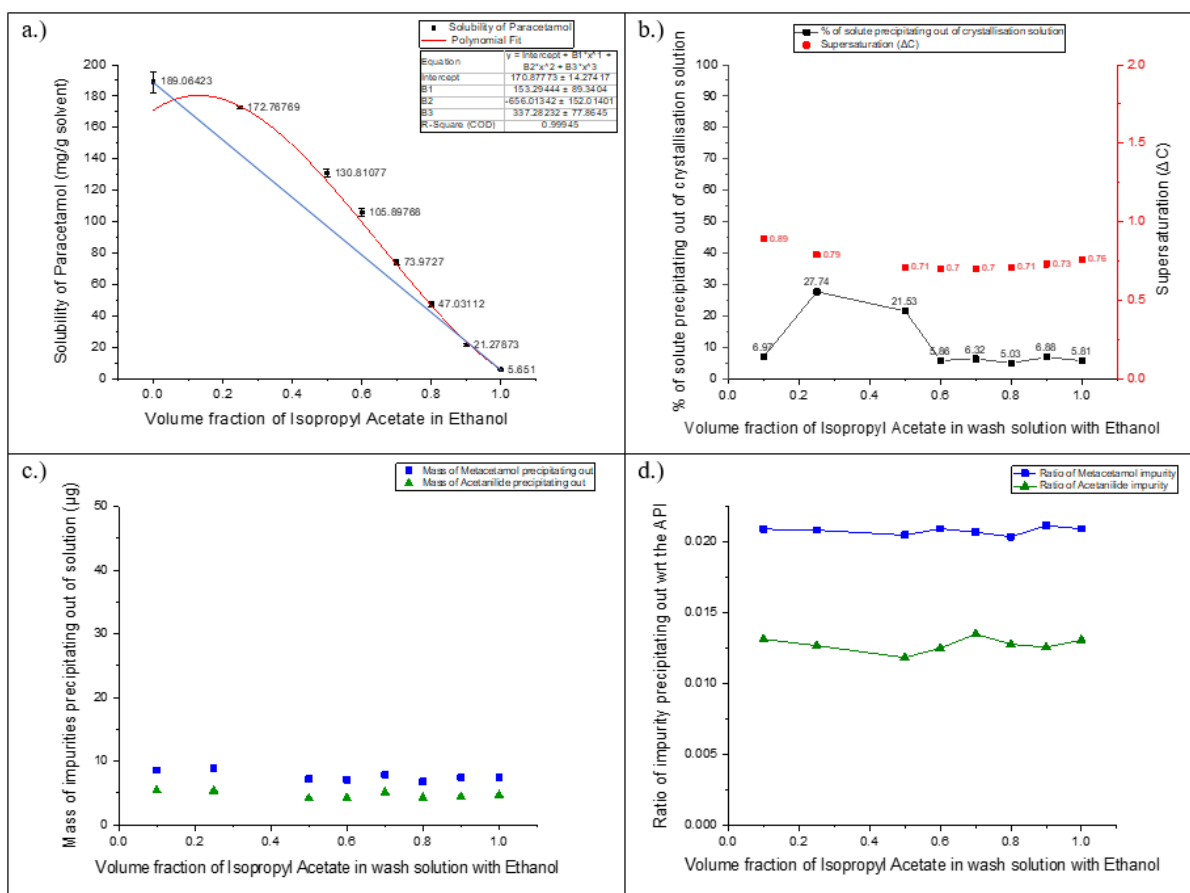 a.)
Solubility of Paracetamol
Polynomial Fit
Equation
y = Intercept + B1*x^1 +
B2*x^2 + B3*x^3
Intercept 170.87773 ± 14.27417
B1 153.29444 ± 89.3404
B2 -656.01342 ± 152.01401
B3 337.28232 ± 77.8645
R-Square (COD) 0.99945
Solubility of Paracetamol (mg/g solvent)
200
180
160
140
120
100
80
60
40
20
0
189.06423
172.76769
130.81077
105.89768
73.9727
47.03112
21.27873
5.651
0.0 0.2 0.4 0.6 0.8 1.0
Volume fraction of Isopropyl Acetate in Ethanol
b.)
% of solute precipitating out of crystallisation solution
Supersaturation (ΔC)
% of solute precipitating out of crystallisation solution
100
90
80
70
60
50
40
30
20
10
0
0.89
0.79
0.71
0.7
0.7
0.71
0.73
0.76
6.97
27.74
21.53
5.86
6.32
5.03
6.88
5.81
2.0
1.5
1.0
0.5
0.0
Supersaturation (ΔC)
0.0 0.2 0.4 0.6 0.8 1.0
Volume fraction of Isopropyl Acetate in wash solution with Ethanol
c.)
Mass of Metacetamol precipitating out
Mass of Acetanilide precipitating out
Mass of impurities precipitating out of solution (µg)
50
40
30
20
10
0
0.0 0.2 0.4 0.6 0.8 1.0
Volume fraction of Isopropyl Acetate in wash solution with Ethanol
d.)
Ratio of Metacetamol impurity
Ratio of Acetanilide impurity
Ratio of impurity precipitating out wrt the API
0.020
0.015
0.010
0.005
0.000
0.0 0.2 0.4 0.6 0.8 1.0
Volume fraction of Isopropyl Acetate in wash solution with Ethanol